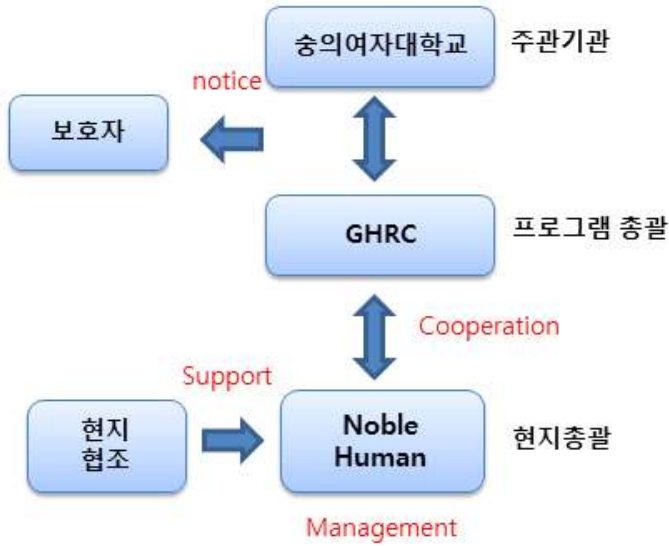 숭의여자대학교
주관기관
notice
보호자
GHRC
프로그램 총괄
Cooperation
Support
현지
협조
Noble
Human
현지총괄
Management